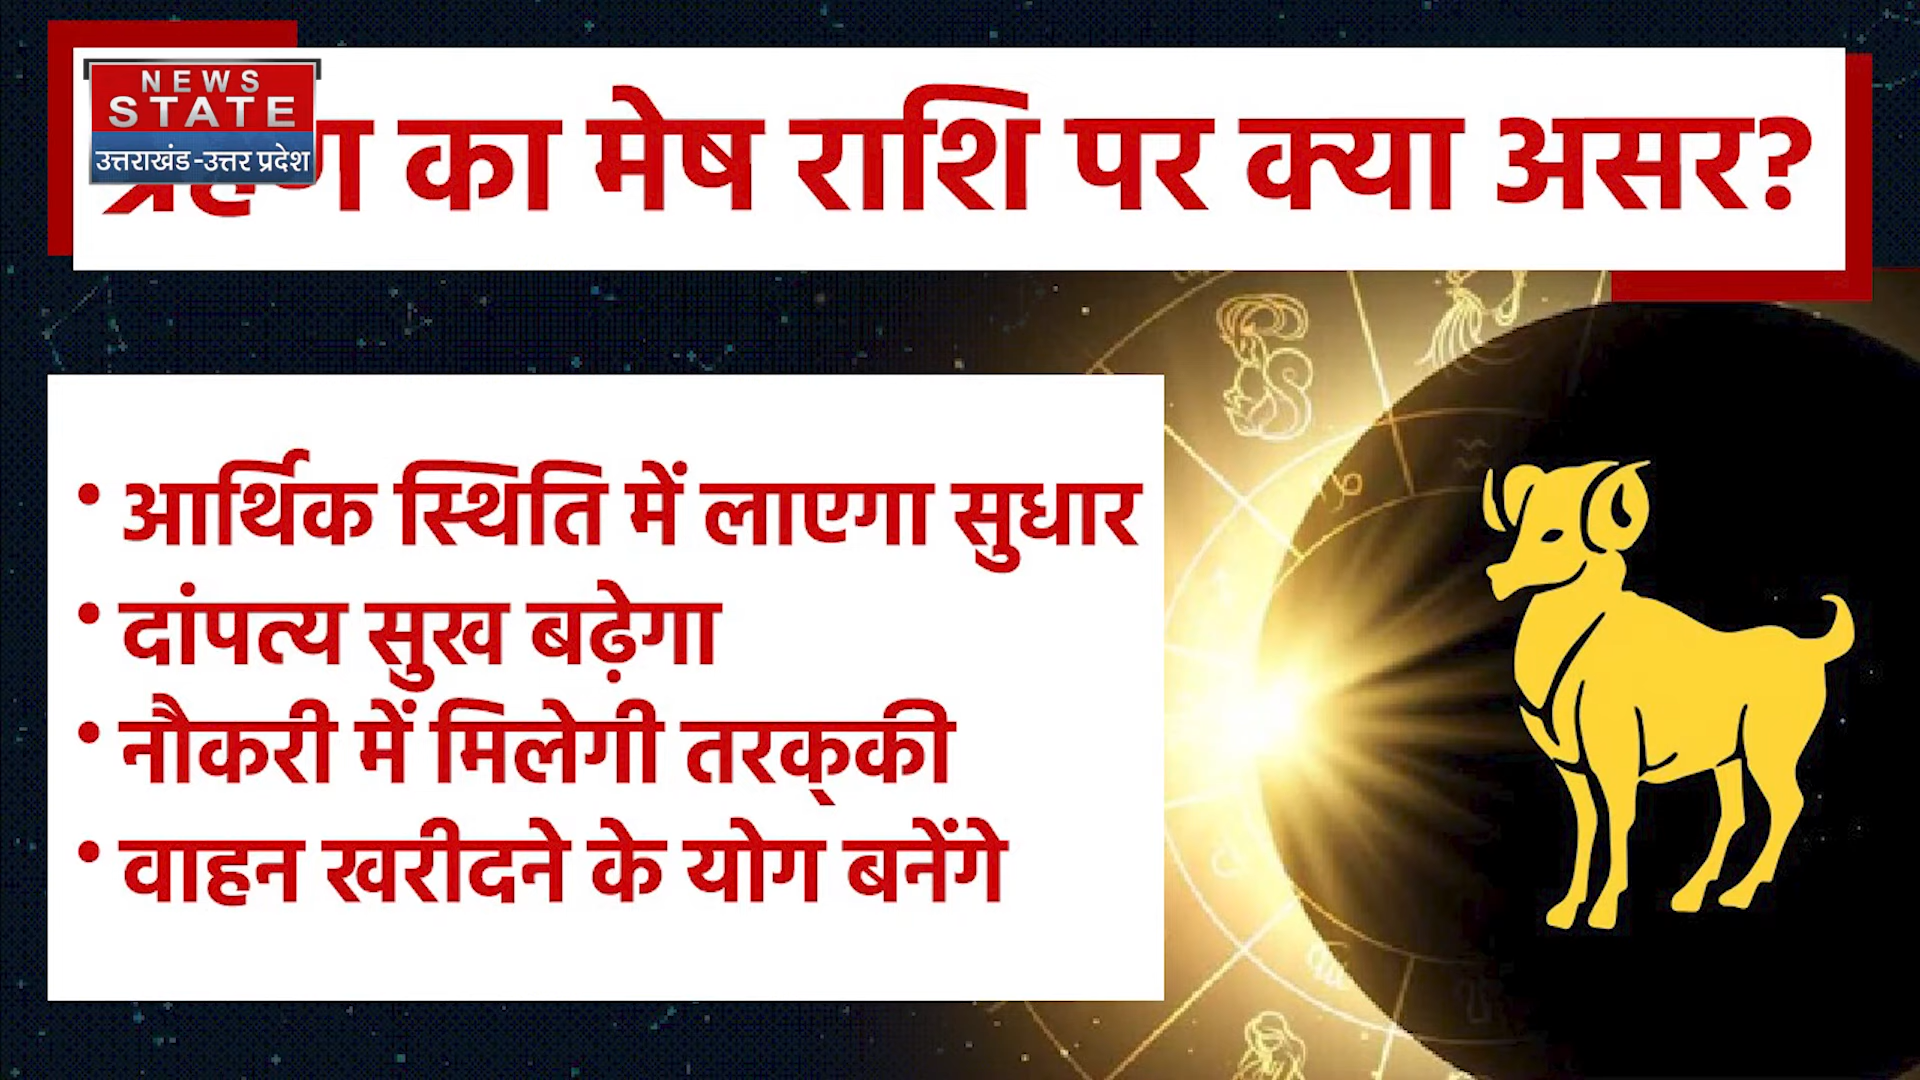 NEWS
STATE
उत्तराखंड-उत्तर प्रदेश
का मेष राशि पर क्या असर?
• आर्थिक स्थिति में लाएगा सुधार
• दांपत्य सुख बढ़ेगा
• नौकरी में मिलेगी तरक्‌की
• वाहन खरीदने के योग बनेंगे